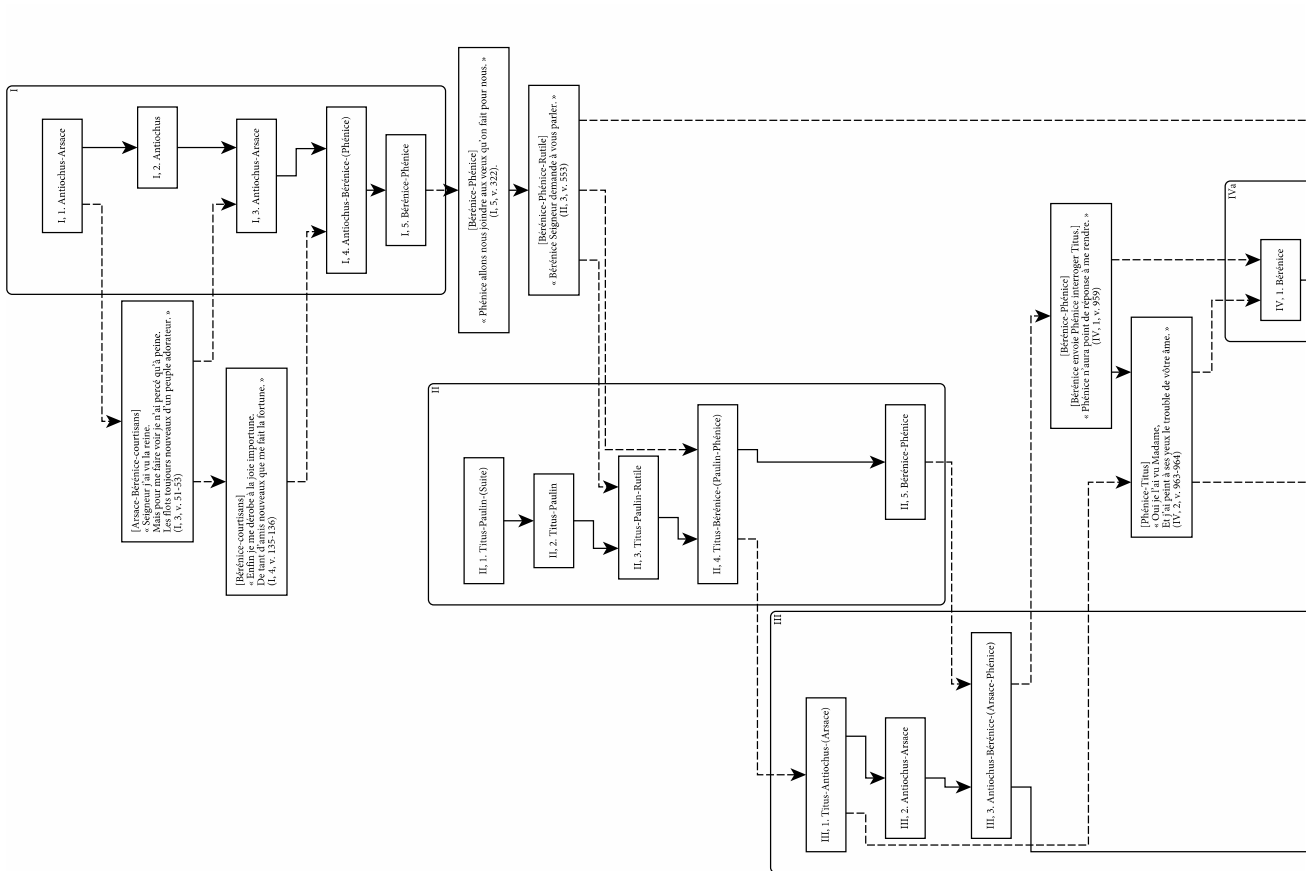 I
I, 1. Antiochus-Arsace
I, 2. Antiochus
I, 3. Antiochus-Arsace
I, 4. Antiochus-Bérénice-(Phénice)
I, 5. Bérénice-Phénice
[Arsace-Bérénice-courtisans]
« Seigneur j'ai vu la reine.
Mais pour me faire voir je n'ai percé qu'à peine.
Les flots toujours nouveaux d'un peuple adorateur. »
(I, 3, v. 51-53)
[Bérénice-courtisans]
« Enfin je me dérobe à la joie importune.
De tant d'amis nouveaux que me fait la fortune. »
(I, 4, v. 135-136)
[Bérénice-Phénice]
« Phénice allons nous joindre aux vœux qu'on fait pour nous. »
(I, 5, v. 322).
[Bérénice-Phénice-Rutile]
« Bérénice Seigneur demande à vous parler. »
(II, 3, v. 553)
II
II, 1. Titus-Paulin-(Suite)
II, 2. Titus-Paulin
II, 3. Titus-Paulin-Rutile
II, 4. Titus-Bérénice-(Paulin-Phénice)
II, 5. Bérénice-Phénice
III
III, 1. Titus-Antiochus-(Arsace)
III, 2. Antiochus-Arsace
III, 3. Antiochus-Bérénice-(Arsace-Phénice)
[Bérénice-Phénice]
[Bérénice envoie Phénice interroger Titus.]
« Phénice n'aura point de réponse à me rendre. »
(IV, 1, v. 959)
[Phénice-Titus]
« Oui je l'ai vu Madame,
Et j'ai peint à ses yeux le trouble de vôtre âme. »
(IV, 2, v. 963-964)
IVa
IV, 1. Bérénice